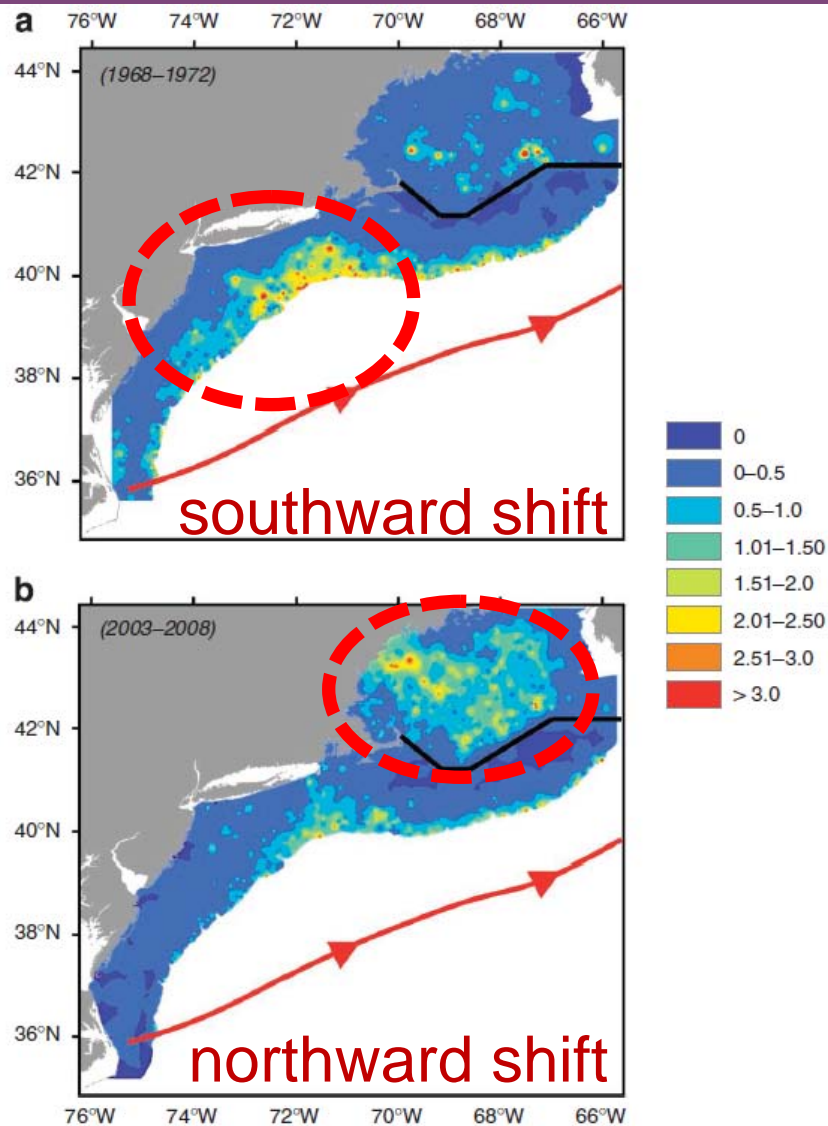 a
76°W 74°W 72°W 70°W 68°W 66°W
44°N
(1968–1972)
42°N
40°N
38°N
36°N
southward shift
0
0–0.5
0.5–1.0
1.01–1.50
1.51–2.0
2.01–2.50
2.51–3.0
> 3.0
b
44°N
(2003–2008)
42°N
40°N
38°N
36°N
northward shift
76°W 74°W 72°W 70°W 68°W 66°W